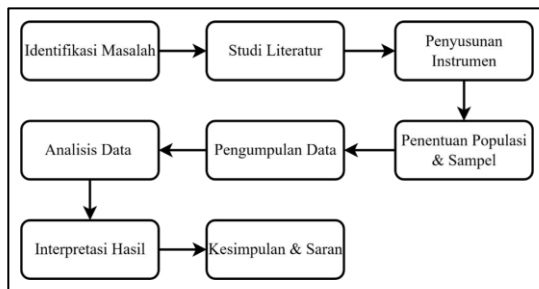 Identifikasi Masalah
Studi Literatur
Penyusunan
Instrumen
Penentuan Populasi
& Sampel
Pengumpulan Data
Analisis Data
Interpretasi Hasil
Kesimpulan & Saran